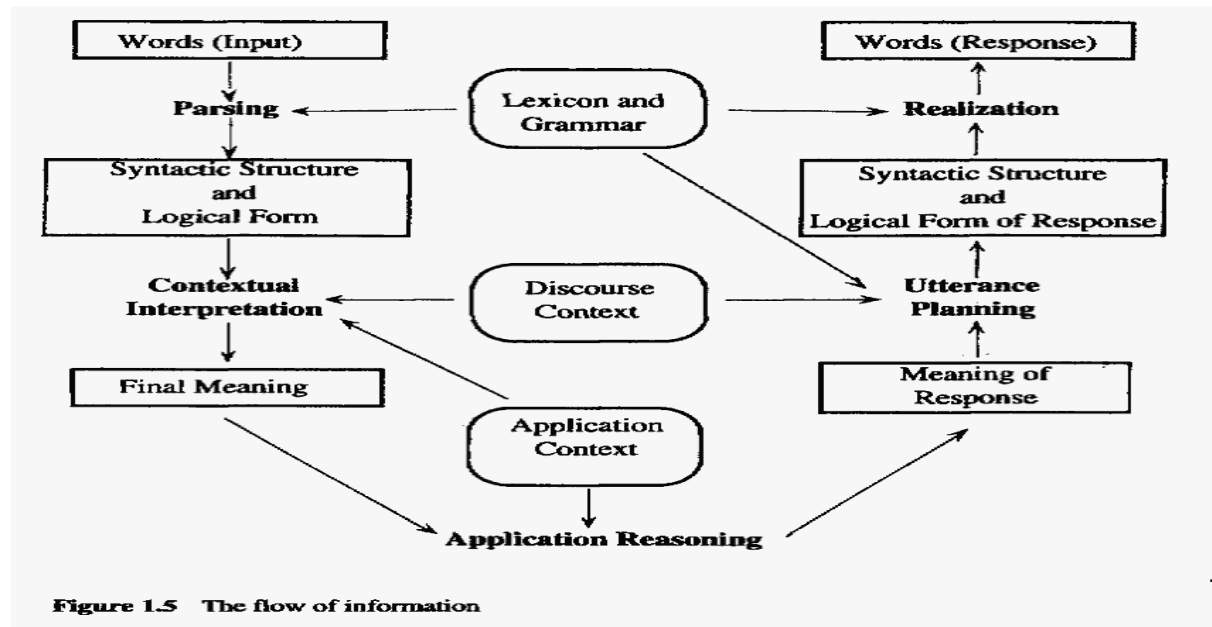 Words (Input)
Words (Response)
Parsing
Lexicon and
Grammar
Realization
Syntactic Structure
and
Logical Form
Syntactic Structure
and
Logical Form of Response
Contextual
Interpretation
Discourse
Context
Utterance
Planning
Final Meaning
Meaning of
Response
Application
Context
Application Reasoning
Figure 1.5 The flow of information